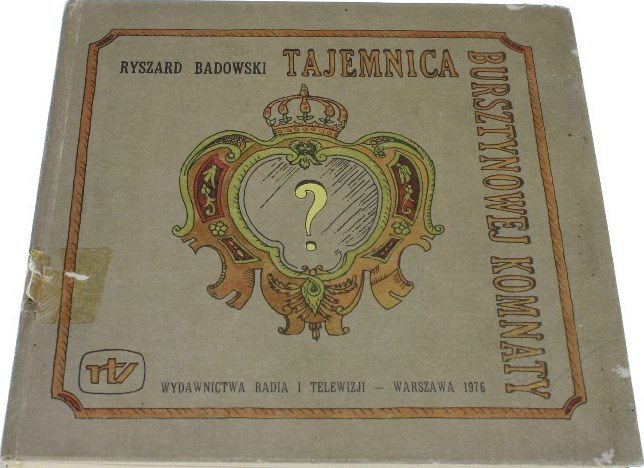 RYSZARD BADOWSKI TAJEMNICA
BURSZTYNOWEJ KOMNATY
?
rtv
WYDAWNICTWA RADIA I TELEWIZJI – WARSZAWA 1976